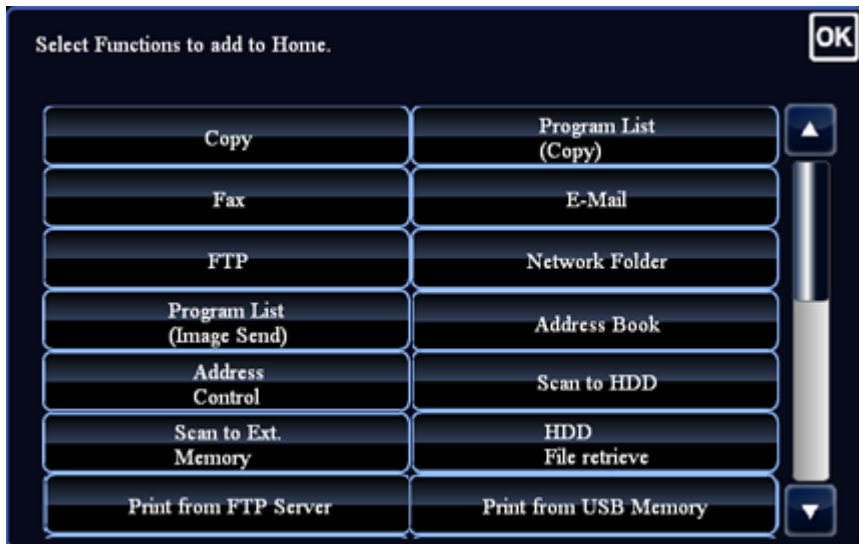 Select Functions to add to Home.
OK
Copy
Program List
(Copy)
Fax
E-Mail
FTP
Network Folder
Program List
(Image Send)
Address Book
Address
Control
Scan to HDD
Scan to Ext.
Memory
HDD
File retrieve
Print from FTP Server
Print from USB Memory